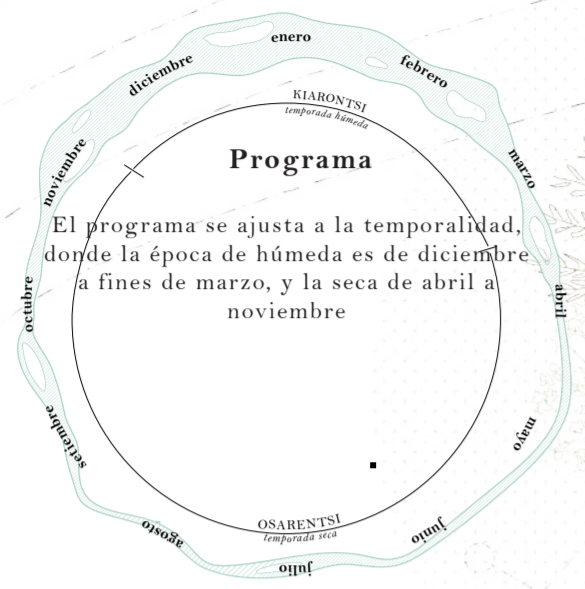 enero
febrero
marzo
abril
mayo
junio
julio
agosto
setiembre
octubre
noviembre
diciembre
KIARONTSI
temporada húmeda
Programa
El programa se ajusta a la temporalidad,
donde la época de húmeda es de diciembre
a fines de marzo, y la seca de abril a
noviembre
OSARENTSI
temporada seca